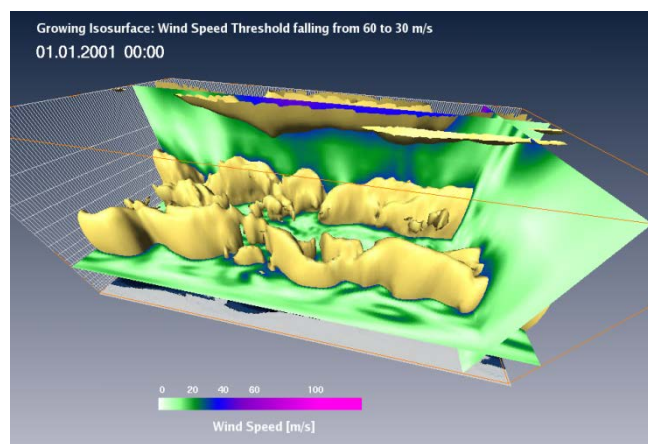 Growing Isosurface: Wind Speed Threshold falling from 60 to 30 m/s
01.01.2001 00:00
0 20 40 60 100
Wind Speed [m/s]